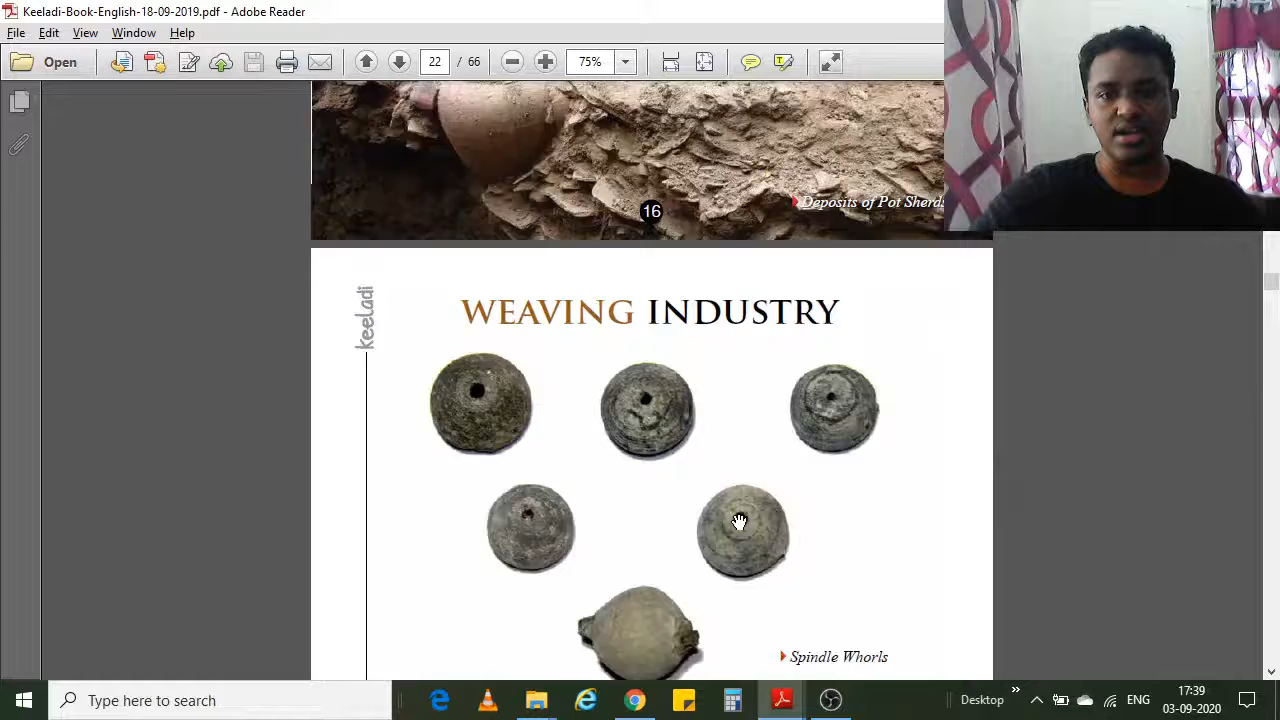 Keeladi-Book-English-18-09-2019.pdf - Adobe Reader
File Edit View Window Help
Open 22 / 66 75%
Deposits of Pot Sherds
16
keeladi
WEAVING INDUSTRY
Spindle Whorls
Type here to search
Desktop » ENG 17:39
03-09-2020